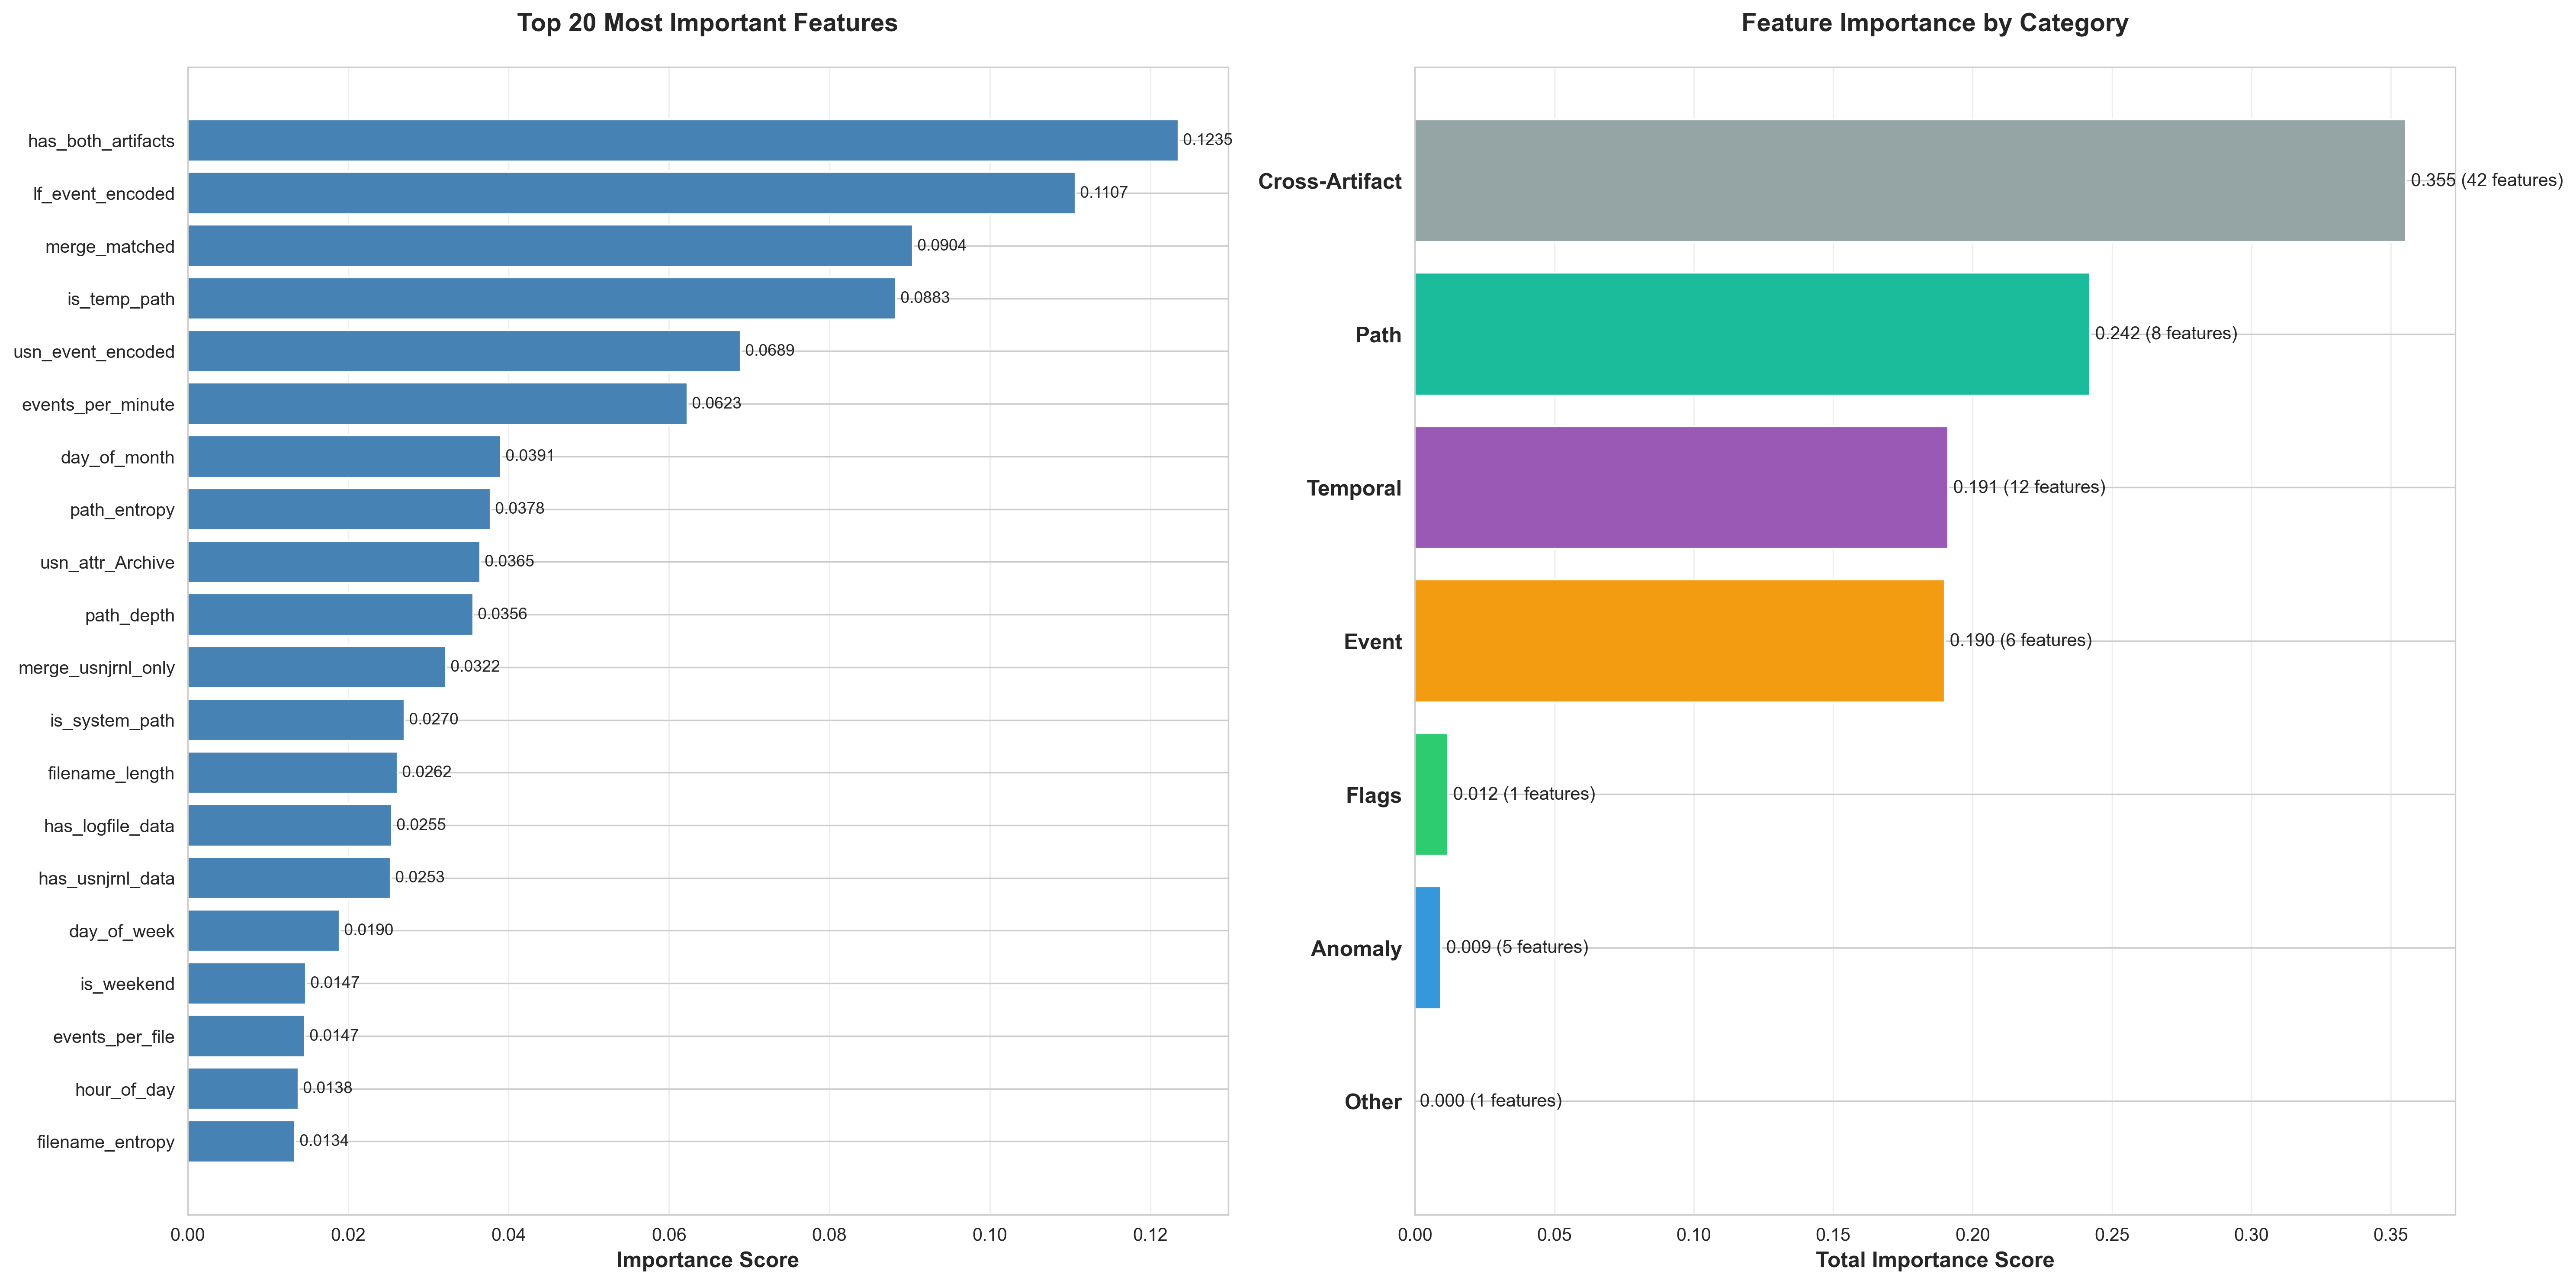 Top 20 Most Important Features
has_both_artifacts 0.1235
lf_event_encoded 0.1107
merge_matched 0.0904
is_temp_path 0.0883
usn_event_encoded 0.0689
events_per_minute 0.0623
day_of_month 0.0391
path_entropy 0.0378
usn_attr_Archive 0.0365
path_depth 0.0356
merge_usnjrnl_only 0.0322
is_system_path 0.0270
filename_length 0.0262
has_logfile_data 0.0255
has_usnjrnl_data 0.0253
day_of_week 0.0190
is_weekend 0.0147
events_per_file 0.0147
hour_of_day 0.0138
filename_entropy 0.0134
0.00 0.02 0.04 0.06 0.08 0.10 0.12
Importance Score
Feature Importance by Category
Cross-Artifact 0.355 (42 features)
Path 0.242 (8 features)
Temporal 0.191 (12 features)
Event 0.190 (6 features)
Flags 0.012 (1 features)
Anomaly 0.009 (5 features)
Other 0.000 (1 features)
0.00 0.05 0.10 0.15 0.20 0.25 0.30 0.35
Total Importance Score